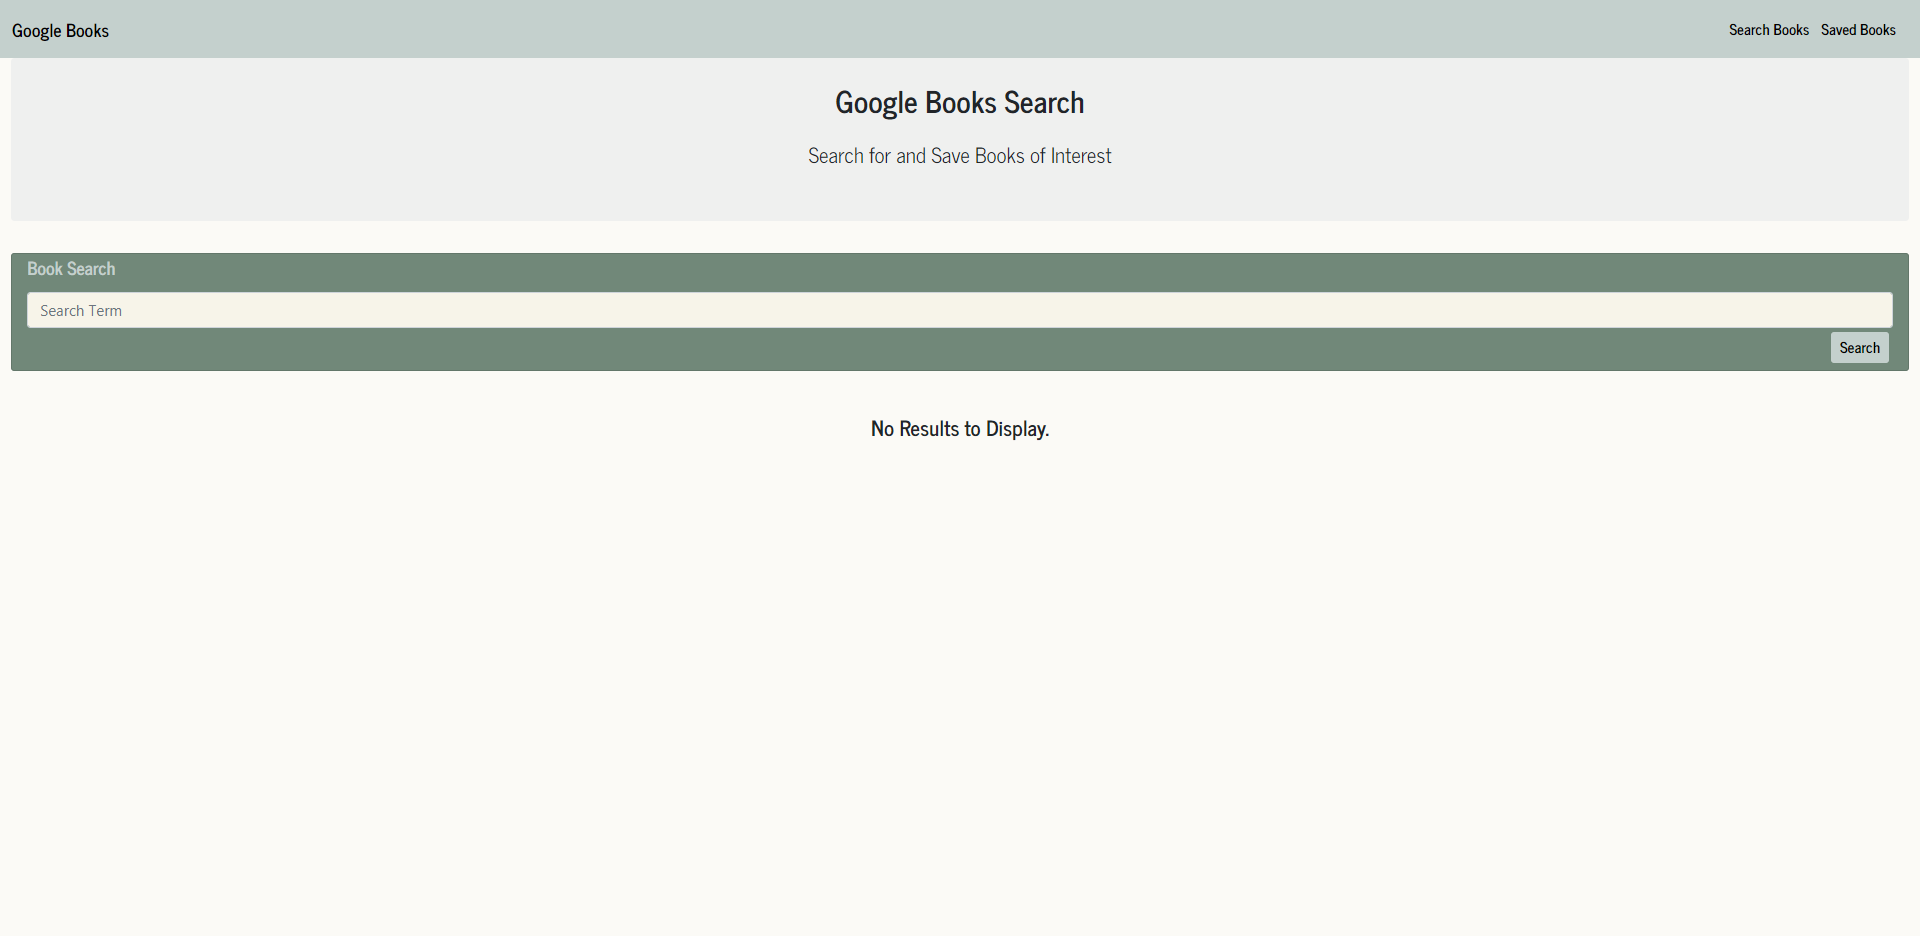 Google Books
Search Books
Saved Books
Google Books Search
Search for and Save Books of Interest
Book Search
Search Term
Search
No Results to Display.